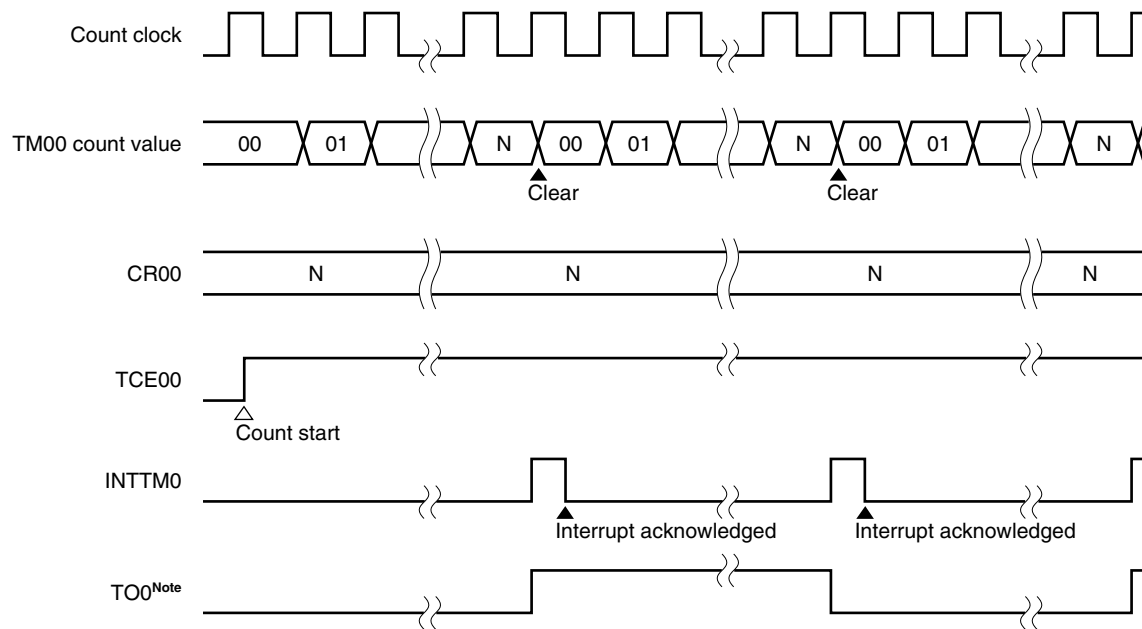 Count clock
TM00 count value 00 01 N 00 01 N 00 01 N
Clear Clear
CR00 N N N N
TCE00
Count start
INTTM0
Interrupt acknowledged Interrupt acknowledged
TO0Note